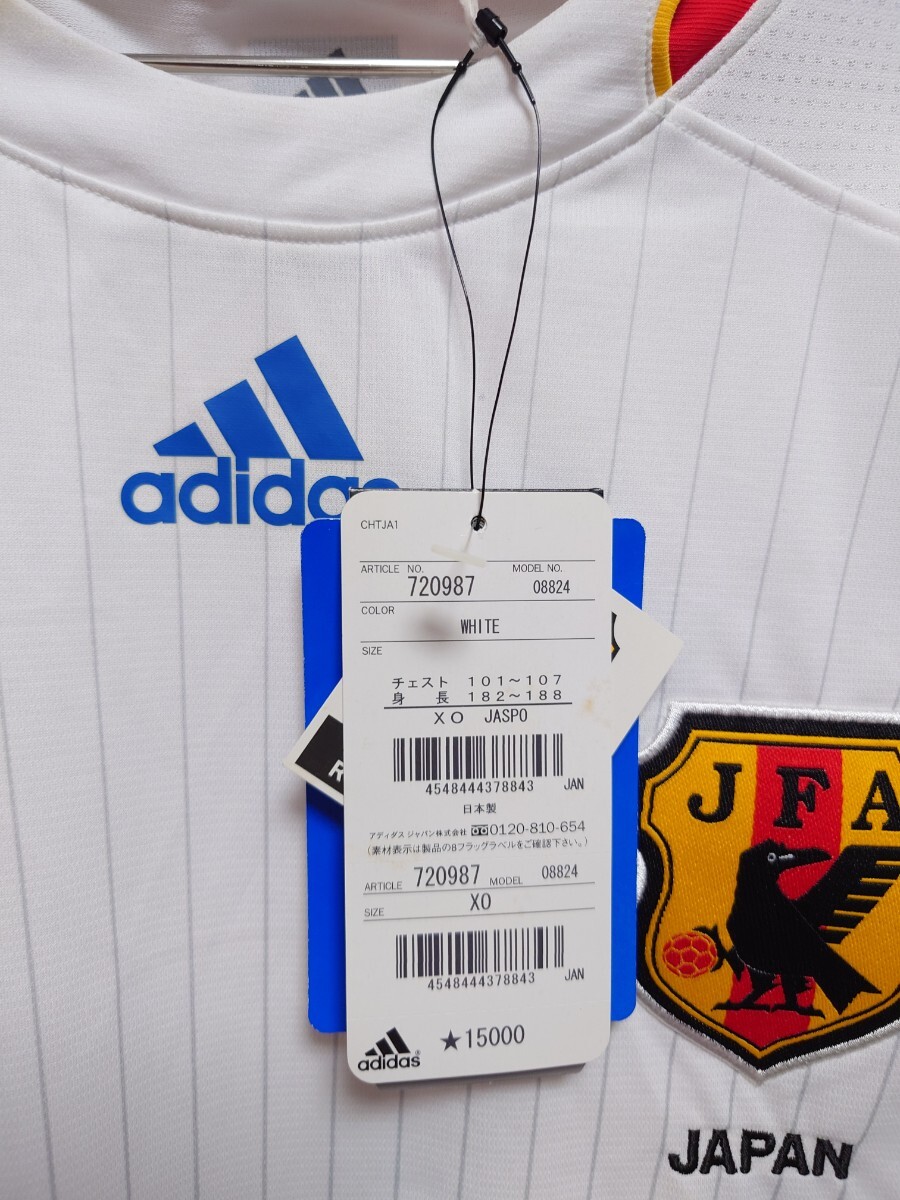 adidas
CHTJA1
ARTICLE NO. 720987 MODEL NO. 08824
COLOR
WHITE
SIZE
チェスト 101～107
身 長 182～188
XO JASPO
4548444378843 JAN
日本製
アディダス ジャパン株式会社 0120-810-654
(素材表示は製品の8フラッグラベルをご確認下さい。)
ARTICLE 720987 MODEL 08824
SIZE XO
4548444378843 JAN
adidas® ★15000
R
JFA
JAPAN